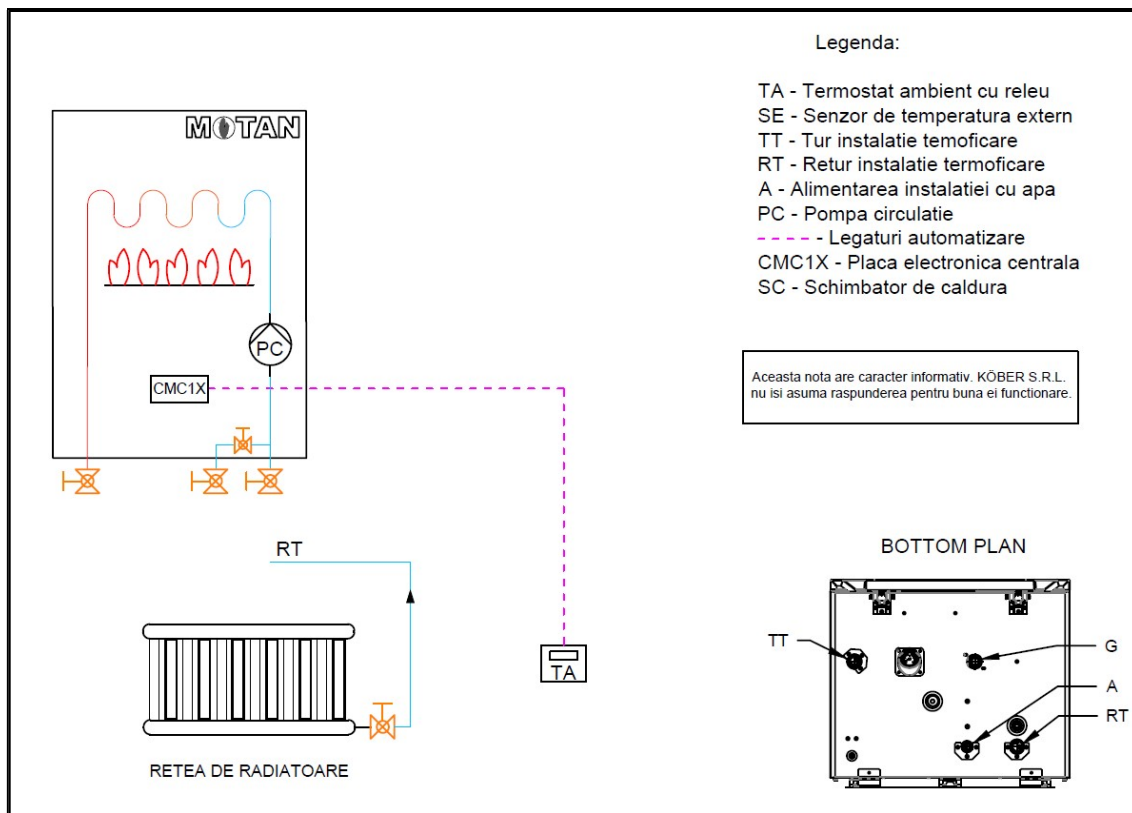 Legenda:
TA - Termostat ambient cu releu
SE - Senzor de temperatura extern
TT - Tur instalatie temoficare
RT - Retur instalatie termoficare
A - Alimentarea instalatiei cu apa
PC - Pompa circulatie
- Legaturi automatizare
CMC1X - Placa electronica centrala
SC - Schimbator de caldura
MOTAN
PC
CMC1X
Aceasta nota are caracter informativ. KÖBER S.R.L.
nu isi asuma raspunderea pentru buna ei functionare.
RT
TA
RETEA DE RADIATOARE
BOTTOM PLAN
TT
G
A
RT